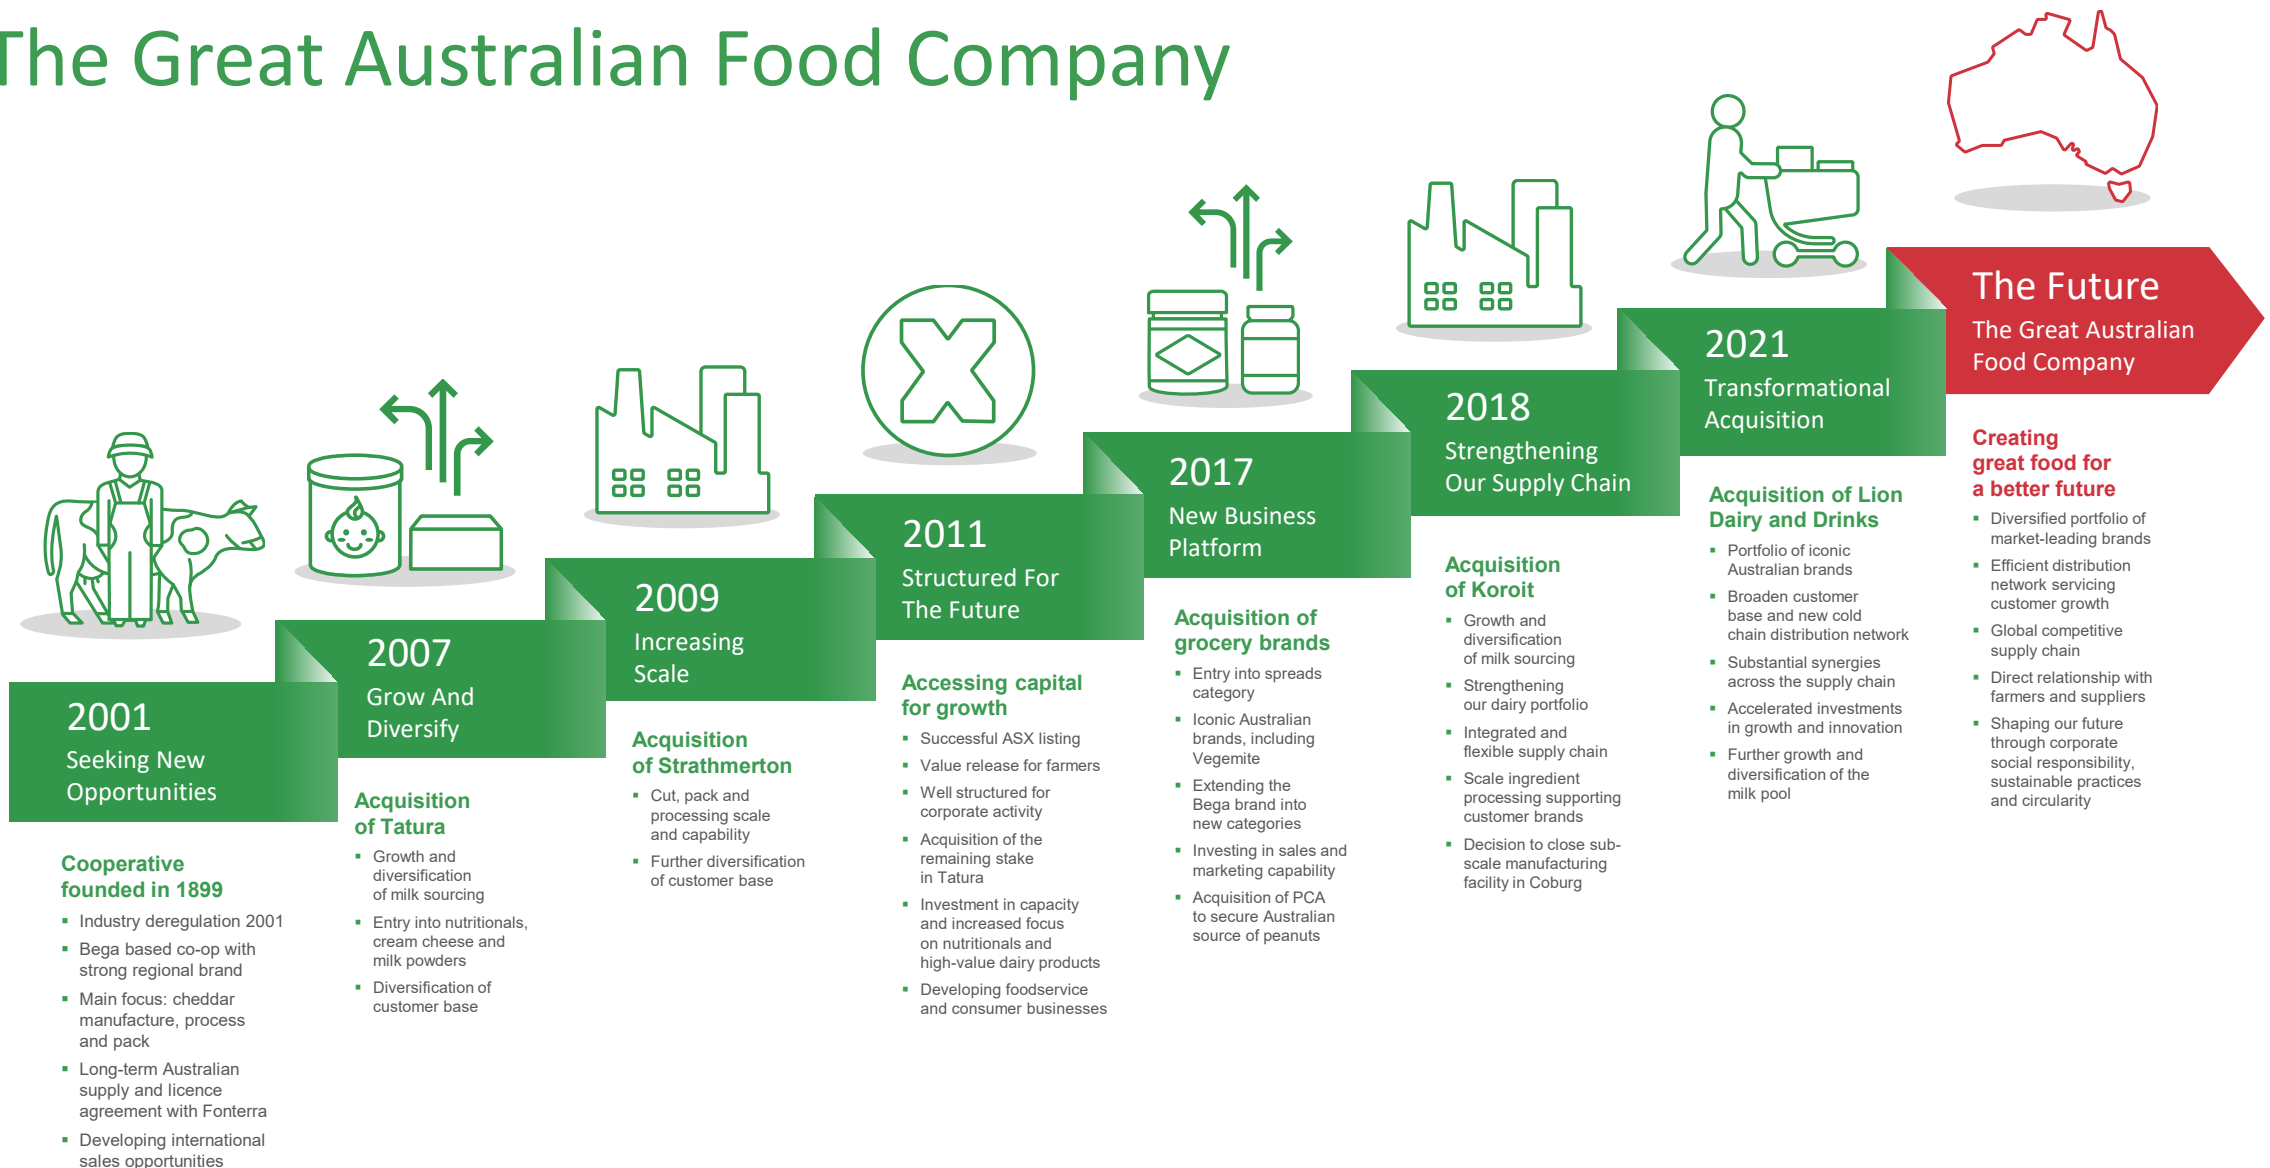 The Great Australian Food Company
2001
Seeking New
Opportunities
Cooperative
founded in 1899
▪ Industry deregulation 2001
▪ Bega based co-op with
strong regional brand
▪ Main focus: cheddar
manufacture, process
and pack
▪ Long-term Australian
supply and licence
agreement with Fonterra
▪ Developing international
sales opportunities
2007
Grow And
Diversify
Acquisition
of Tatura
▪ Growth and
diversification
of milk sourcing
▪ Entry into nutritionals,
cream cheese and
milk powders
▪ Diversification of
customer base
2009
Increasing
Scale
Acquisition
of Strathmerton
▪ Cut, pack and
processing scale
and capability
▪ Further diversification
of customer base
2011
Structured For
The Future
Accessing capital
for growth
▪ Successful ASX listing
▪ Value release for farmers
▪ Well structured for
corporate activity
▪ Acquisition of the
remaining stake
in Tatura
▪ Investment in capacity
and increased focus
on nutritionals and
high-value dairy products
▪ Developing foodservice
and consumer businesses
2017
New Business
Platform
Acquisition of
grocery brands
▪ Entry into spreads
category
▪ Iconic Australian
brands, including
Vegemite
▪ Extending the
Bega brand into
new categories
▪ Investing in sales and
marketing capability
▪ Acquisition of PCA
to secure Australian
source of peanuts
2018
Strengthening
Our Supply Chain
Acquisition
of Koroit
▪ Growth and
diversification
of milk sourcing
▪ Strengthening
our dairy portfolio
▪ Integrated and
flexible supply chain
▪ Scale ingredient
processing supporting
customer brands
▪ Decision to close sub-
scale manufacturing
facility in Coburg
2021
Transformational
Acquisition
Acquisition of Lion
Dairy and Drinks
▪ Portfolio of iconic
Australian brands
▪ Broaden customer
base and new cold
chain distribution network
▪ Substantial synergies
across the supply chain
▪ Accelerated investments
in growth and innovation
▪ Further growth and
diversification of the
milk pool
The Future
The Great Australian
Food Company
Creating
great food for
a better future
▪ Diversified portfolio of
market-leading brands
▪ Efficient distribution
network servicing
customer growth
▪ Global competitive
supply chain
▪ Direct relationship with
farmers and suppliers
▪ Shaping our future
through corporate
social responsibility,
sustainable practices
and circularity